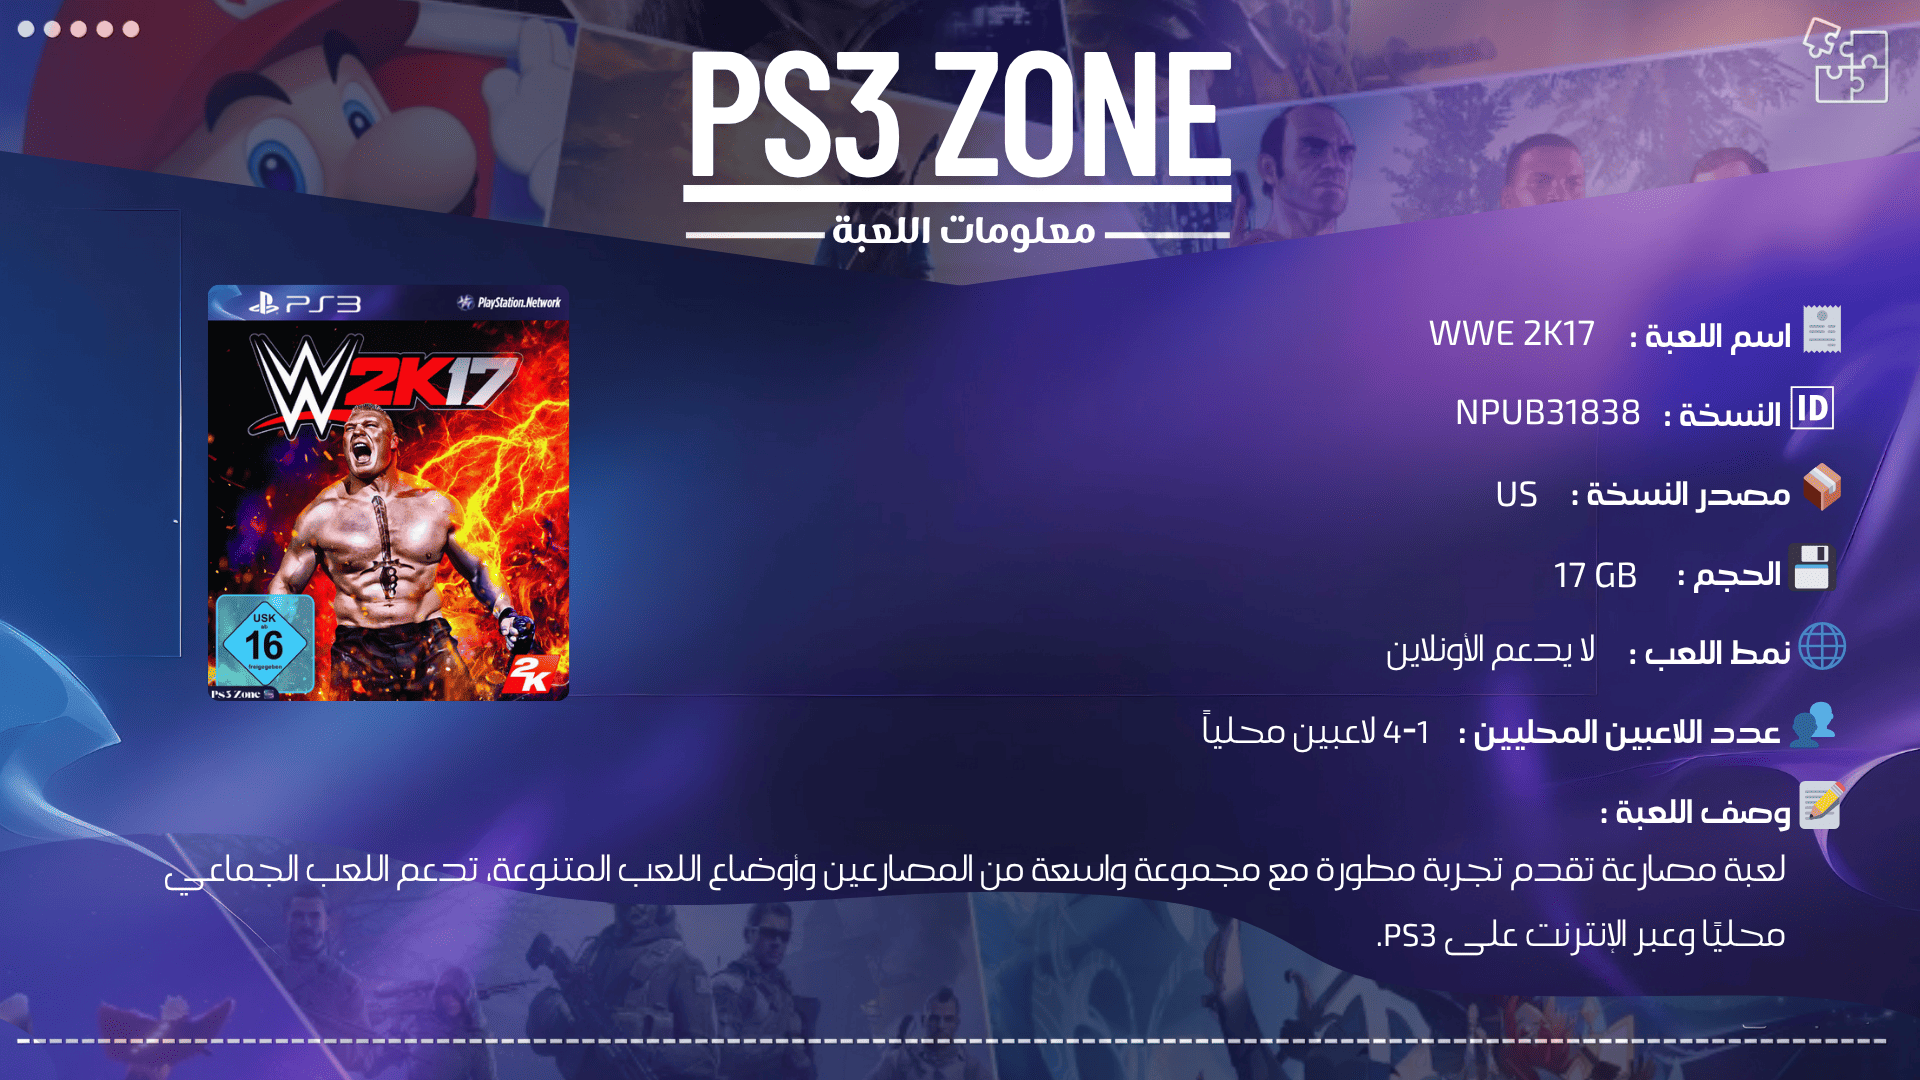 PS3 ZONE
معلومات اللعبة
PS3 PlayStation.Network
W 2K17
USK
ab
16
freigegeben
2K
Ps3 Zone S
اسم اللعبة : WWE 2K17
ID النسخة : NPUB31838
مصدر النسخة : US
الحجم : 17 GB
نمط اللعب : لا يدعم الأونلاين
عدد اللاعبين المحليين : 1-4 لاعبين محلياً
وصف اللعبة :
لعبة مصارعة تقدم تجربة مطورة مع مجموعة واسعة من المصارعين وأوضاع اللعب المتنوعة، تدعم اللعب الجماعي
محليًا وعبر الإنترنت على PS3.